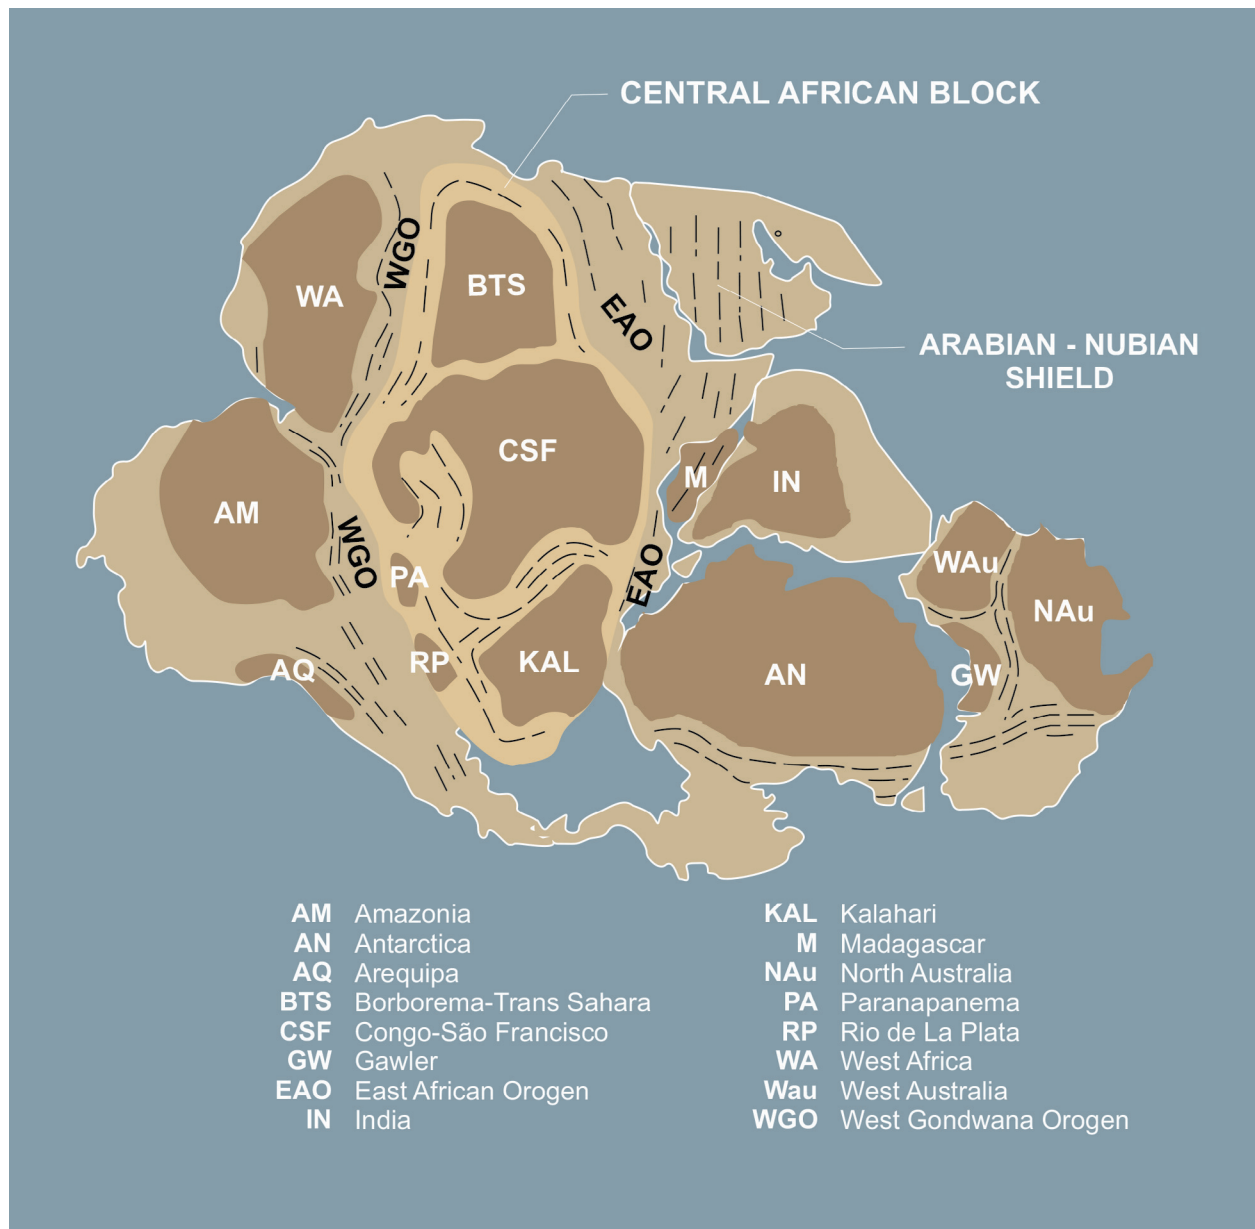 CENTRAL AFRICAN BLOCK
WGO
BTS
WA
EAO
ARABIAN - NUBIAN
SHIELD
CSF
M
IN
AM
WGO
PA
EAO
WAu
NAu
AQ
RP
KAL
AN
GW
AM Amazonia
AN Antarctica
AQ Arequipa
BTS Borborema-Trans Sahara
CSF Congo-São Francisco
GW Gawler
EAO East African Orogen
IN India
KAL Kalahari
M Madagascar
NAu North Australia
PA Paranapanema
RP Rio de La Plata
WA West Africa
Wau West Australia
WGO West Gondwana Orogen